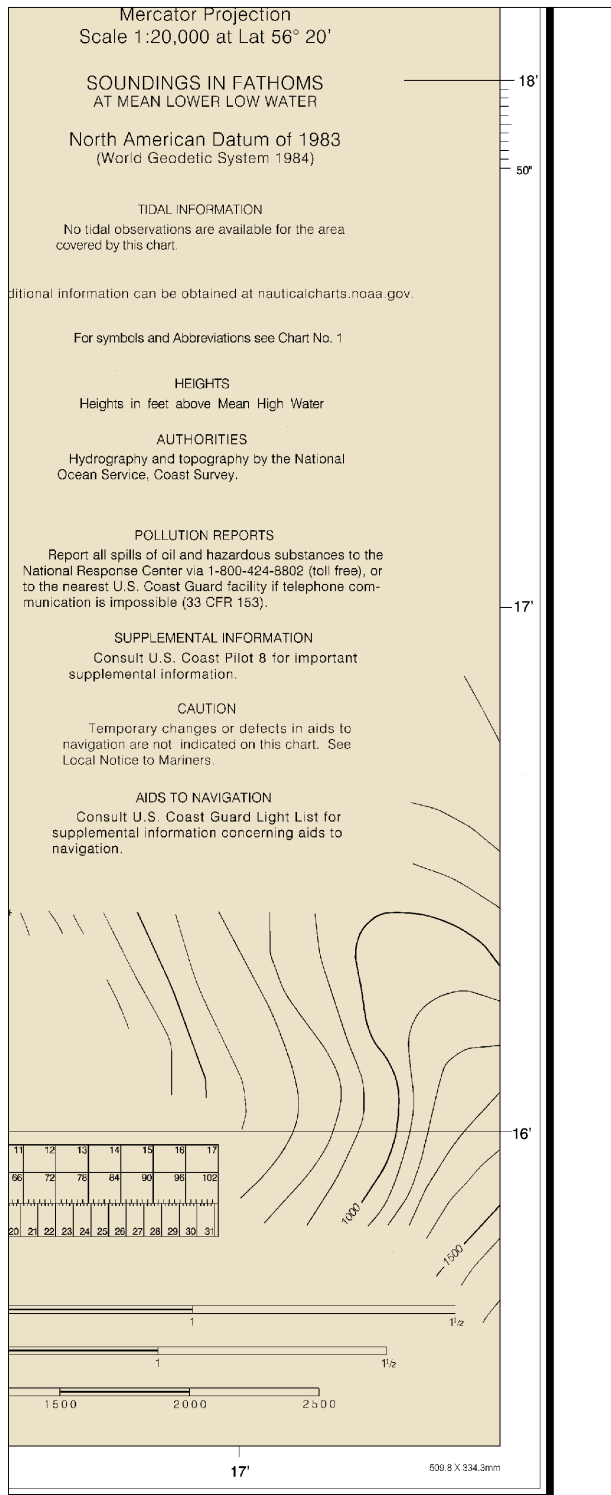 Mercator Projection
Scale 1:20,000 at Lat 56° 20'
SOUNDINGS IN FATHOMS
AT MEAN LOWER LOW WATER
18'
50"
North American Datum of 1983
(World Geodetic System 1984)
TIDAL INFORMATION
No tidal observations are available for the area
covered by this chart.
ditional information can be obtained at nauticalcharts.noaa.gov.
For symbols and Abbreviations see Chart No. 1
HEIGHTS
Heights in feet above Mean High Water
AUTHORITIES
Hydrography and topography by the National
Ocean Service, Coast Survey.
POLLUTION REPORTS
Report all spills of oil and hazardous substances to the
National Response Center via 1-800-424-8802 (toll free), or
to the nearest U.S. Coast Guard facility if telephone com-
munication is impossible (33 CFR 153).
17'
SUPPLEMENTAL INFORMATION
Consult U.S. Coast Pilot 8 for important
supplemental information.
CAUTION
Temporary changes or defects in aids to
navigation are not indicated on this chart. See
Local Notice to Mariners.
AIDS TO NAVIGATION
Consult U.S. Coast Guard Light List for
supplemental information concerning aids to
navigation.
16'
11 12 13 14 15 16 17
66 72 78 84 90 96 102
20 21 22 23 24 25 26 27 28 29 30 31
1000
1500
1 1 1/2
1 1 1/2
1500 2000 2500
17'
509.8 X 334.3mm